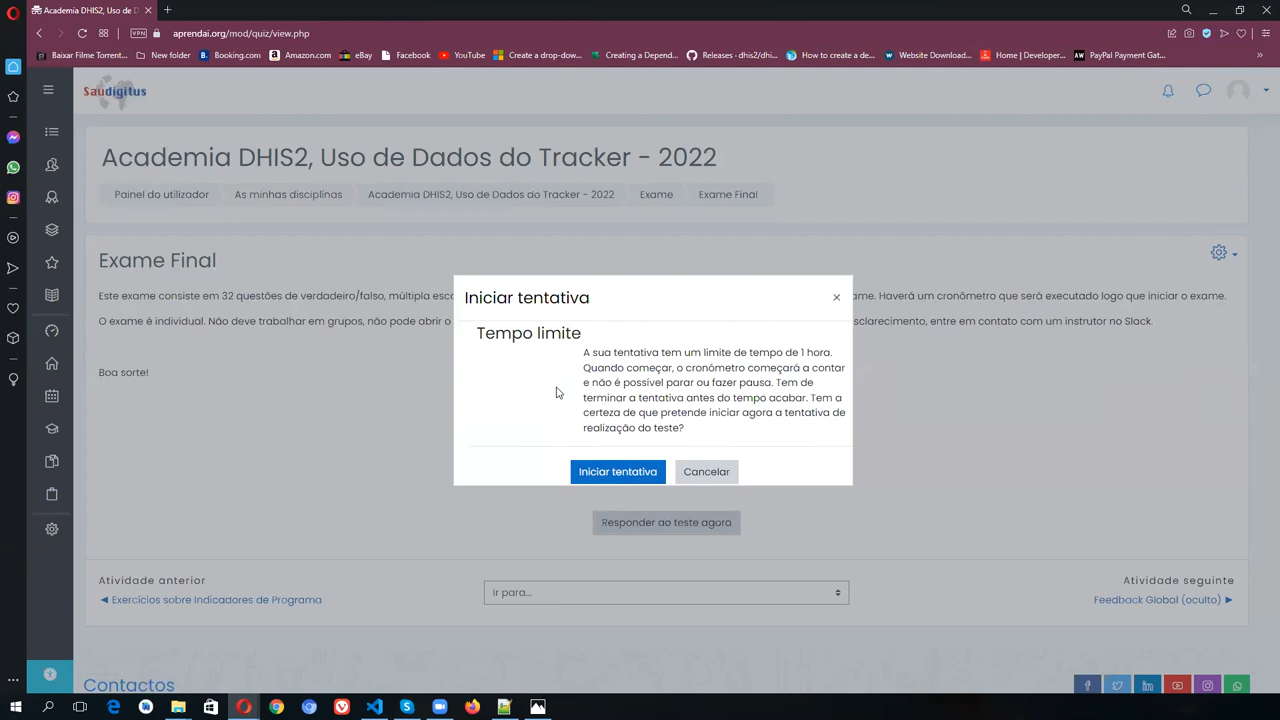 Academia DHIS2, Uso de D
aprendai.org/mod/quiz/view.php
VPN
Baixar Filme Torrent...
New folder
Booking.com
Amazon.com
eBay
Facebook
YouTube
Create a drop-dow...
Creating a Depend...
Releases · dhis2/dhi...
How to create a de...
Website Download...
Home | Developer...
PayPal Payment Gat...
Saudigitus
Academia DHIS2, Uso de Dados do Tracker - 2022
Painel do utilizador
As minhas disciplinas
Academia DHIS2, Uso de Dados do Tracker - 2022
Exame
Exame Final
Exame Final
Este exame consiste em 32 questões de verdadeiro/falso, múltipla esco
ame. Haverá um cronômetro que será executado logo que iniciar o exame.
O exame é individual. Não deve trabalhar em grupos, não pode abrir o
sclarecimento, entre em contato com um instrutor no Slack.
Boa sorte!
Iniciar tentativa
×
Tempo limite
A sua tentativa tem um limite de tempo de 1 hora.
Quando começar, o cronómetro começará a contar
e não é possível parar ou fazer pausa. Tem de
terminar a tentativa antes do tempo acabar. Tem a
certeza de que pretende iniciar agora a tentativa de
realização do teste?
Iniciar tentativa
Cancelar
Responder ao teste agora
Atividade anterior
◄ Exercícios sobre Indicadores de Programa
Ir para...
Atividade seguinte
Feedback Global (oculto) ►
Contactos